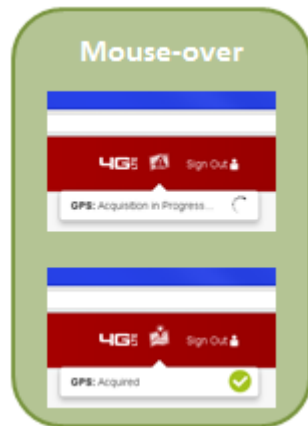 Mouse-over
4G Sign Out
GPS: Acquisition in Progress...
4G Sign Out
GPS: Acquired